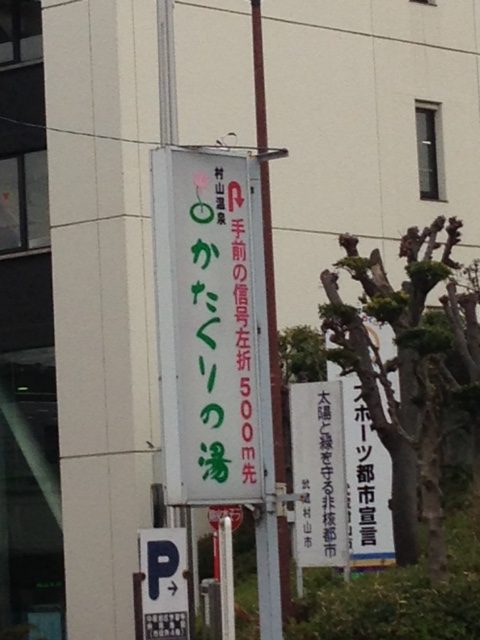 村山温泉
かたくりの湯
手前の信号左折500m先
太陽と緑を守る非核都市
武蔵村山市
スポーツ都市宣言
P